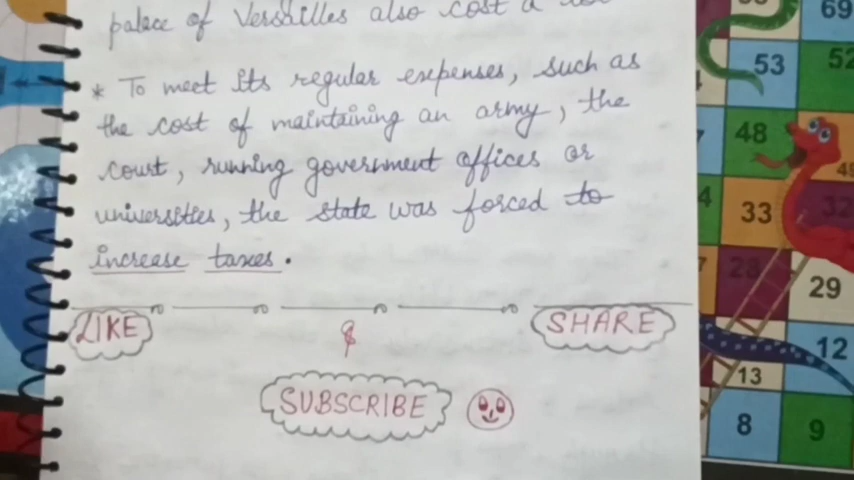 palace of Versailles also cost a
* To meet its regular expenses, such as
the cost of maintaining an army, the
court, running government offices or
universities, the state was forced to
increase taxes.
LIKE
&
SHARE
SUBSCRIBE
69
53
52
48
33
32
28
29
12
13
8
9